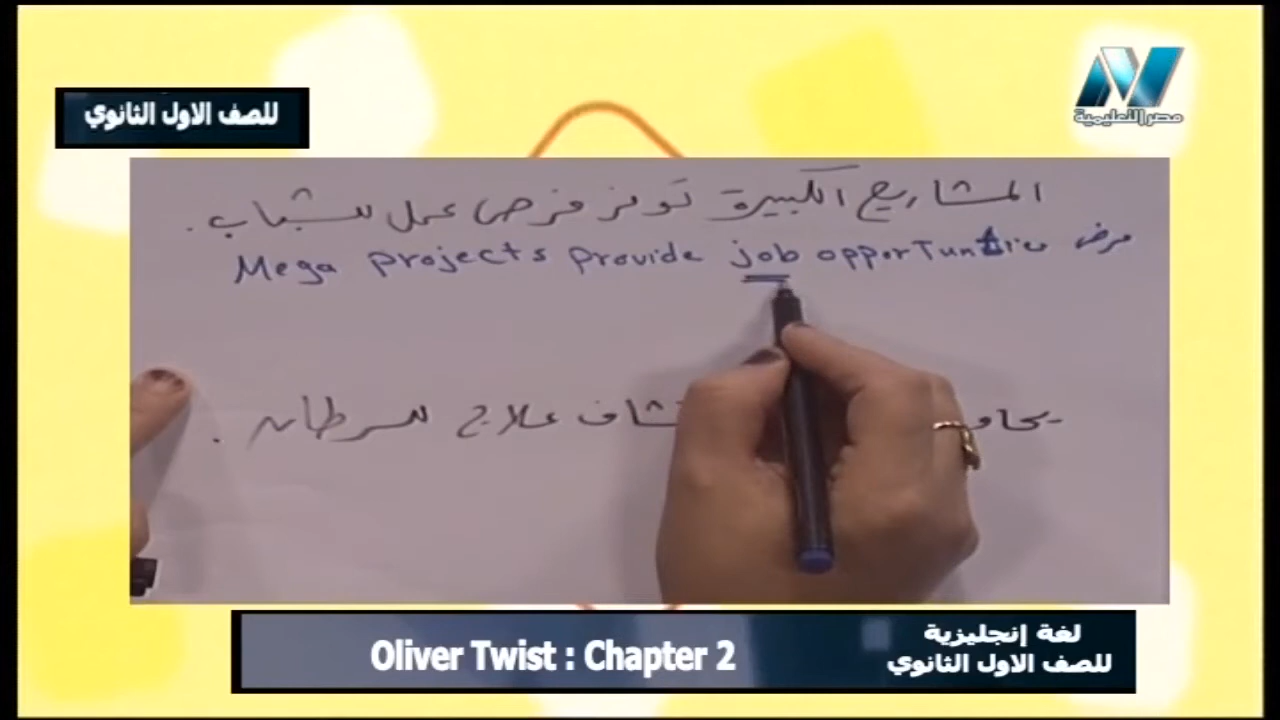 للصف الاول الثانوي
مصر التعليمية
المشاريع الكبيرة توفر فرص عمل للشباب .
Mega projects provide job opportunities فرص
علاج للسرطان .
Oliver Twist : Chapter 2
لغة إنجليزية
للصف الاول الثانوي